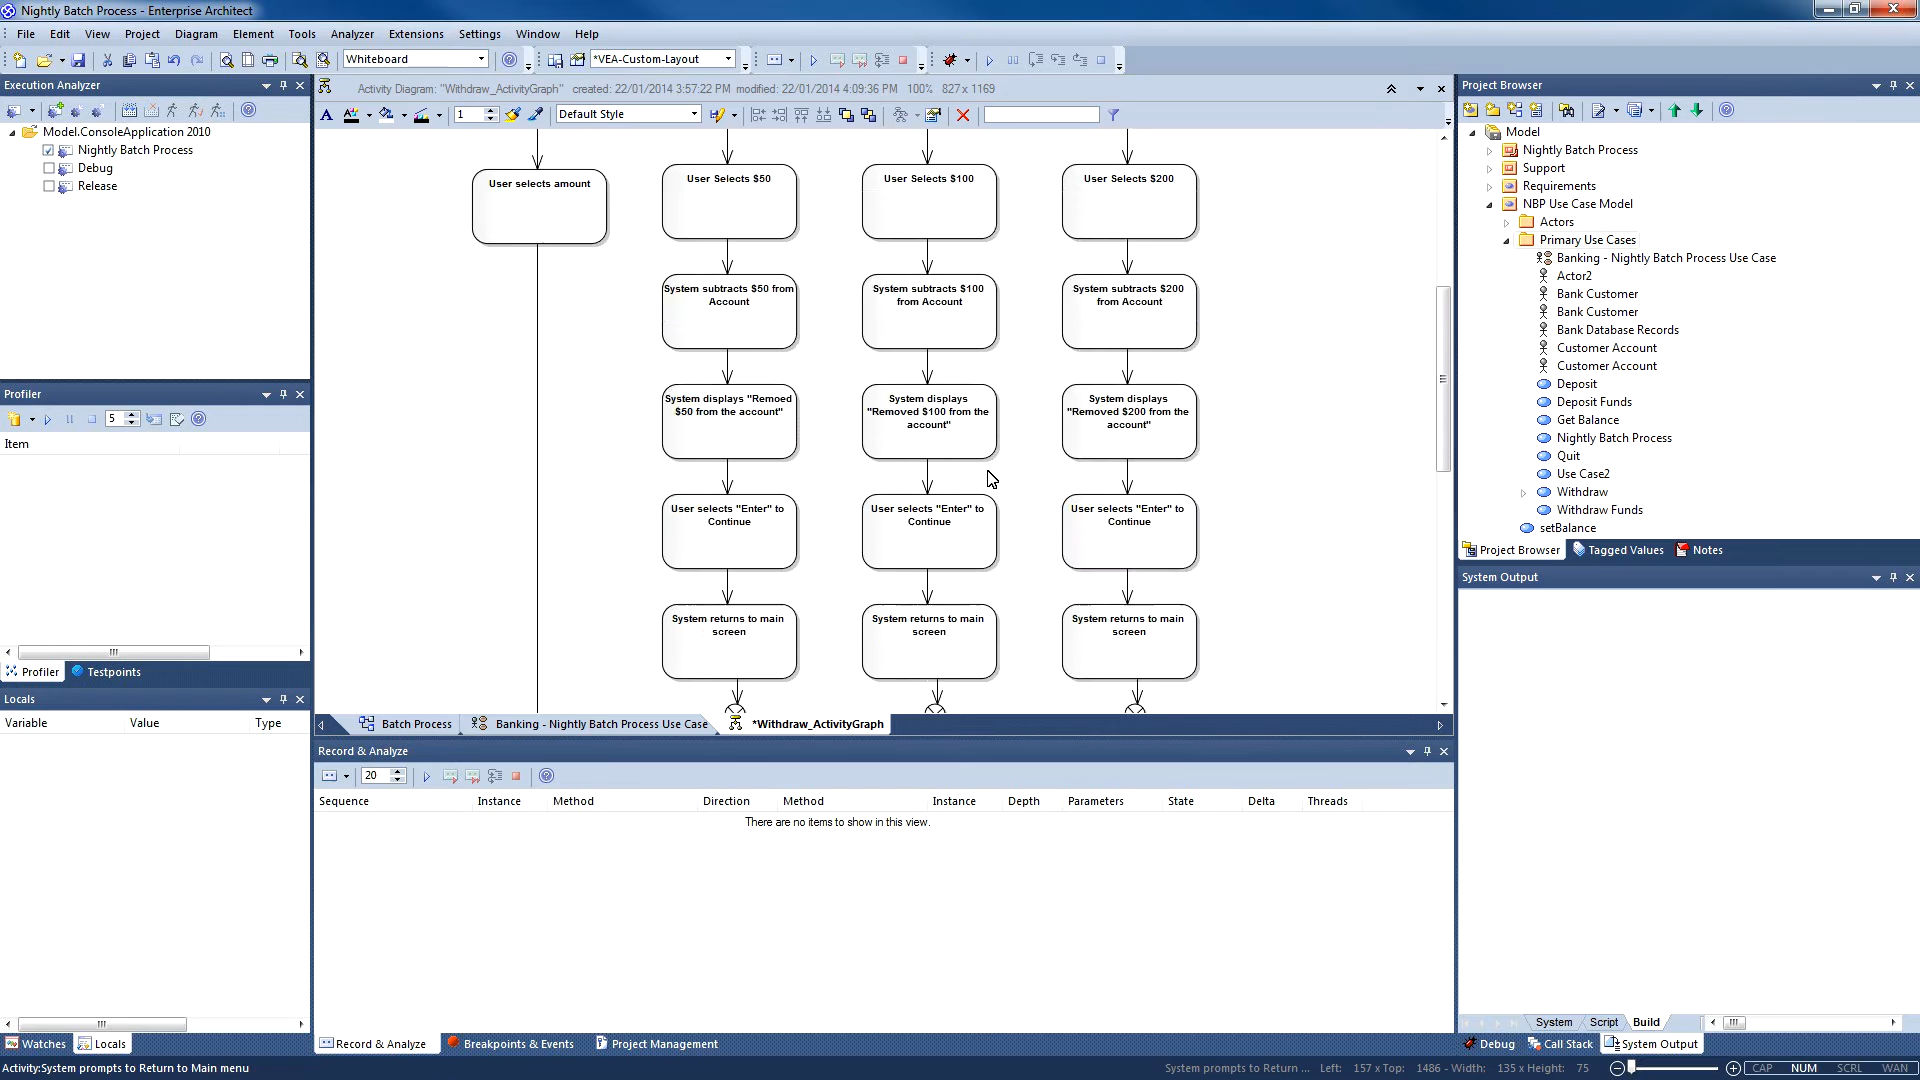 Nightly Batch Process - Enterprise Architect
File Edit View Project Diagram Element Tools Analyzer Extensions Settings Window Help
Whiteboard
*VEA-Custom-Layout
Execution Analyzer
Model.ConsoleApplication 2010
Nightly Batch Process
Debug
Release
Profiler
5
Item
Profiler Testpoints
Locals
Variable Value Type
Watches Locals
Activity Diagram: "Withdraw_ActivityGraph" created: 22/01/2014 3:57:22 PM modified: 22/01/2014 4:09:36 PM 100% 827 x 1169
1
Default Style
User selects amount
User Selects $50
User Selects $100
User Selects $200
System subtracts $50 from
Account
System subtracts $100
from Account
System subtracts $200
from Account
System displays "Remoed
$50 from the account"
System displays
"Removed $100 from the
account"
System displays
"Removed $200 from the
account"
User selects "Enter" to
Continue
User selects "Enter" to
Continue
User selects "Enter" to
Continue
System returns to main
screen
System returns to main
screen
System returns to main
screen
Batch Process Banking - Nightly Batch Process Use Case *Withdraw_ActivityGraph
Record & Analyze
20
Sequence Instance Method Direction Method Instance Depth Parameters State Delta Threads
There are no items to show in this view.
Record & Analyze Breakpoints & Events Project Management
Project Browser
Model
Nightly Batch Process
Support
Requirements
NBP Use Case Model
Actors
Primary Use Cases
Banking - Nightly Batch Process Use Case
Actor2
Bank Customer
Bank Customer
Bank Database Records
Customer Account
Customer Account
Deposit
Deposit Funds
Get Balance
Nightly Batch Process
Quit
Use Case2
Withdraw
Withdraw Funds
setBalance
Project Browser Tagged Values Notes
System Output
System Script Build
Debug Call Stack System Output
Activity:System prompts to Return to Main menu
System prompts to Return ... Left: 157 x Top: 1486 - Width: 135 x Height: 75
CAP NUM SCRL WAN